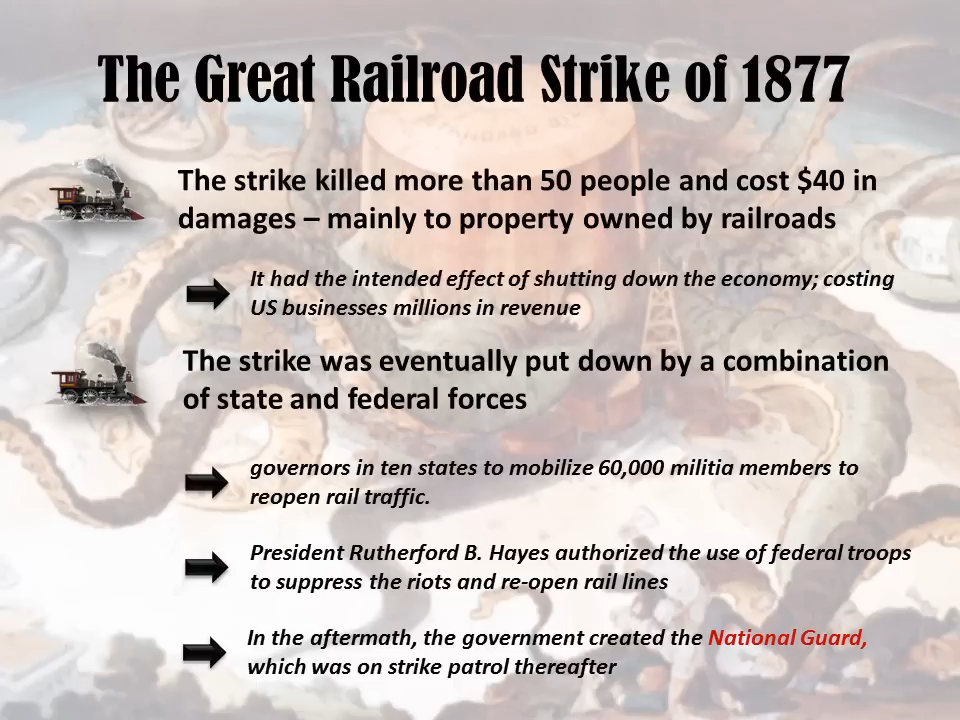 The Great Railroad Strike of 1877
The strike killed more than 50 people and cost $40 in
damages – mainly to property owned by railroads
It had the intended effect of shutting down the economy; costing
US businesses millions in revenue
The strike was eventually put down by a combination
of state and federal forces
governors in ten states to mobilize 60,000 militia members to
reopen rail traffic.
President Rutherford B. Hayes authorized the use of federal troops
to suppress the riots and re-open rail lines
In the aftermath, the government created the National Guard,
which was on strike patrol thereafter